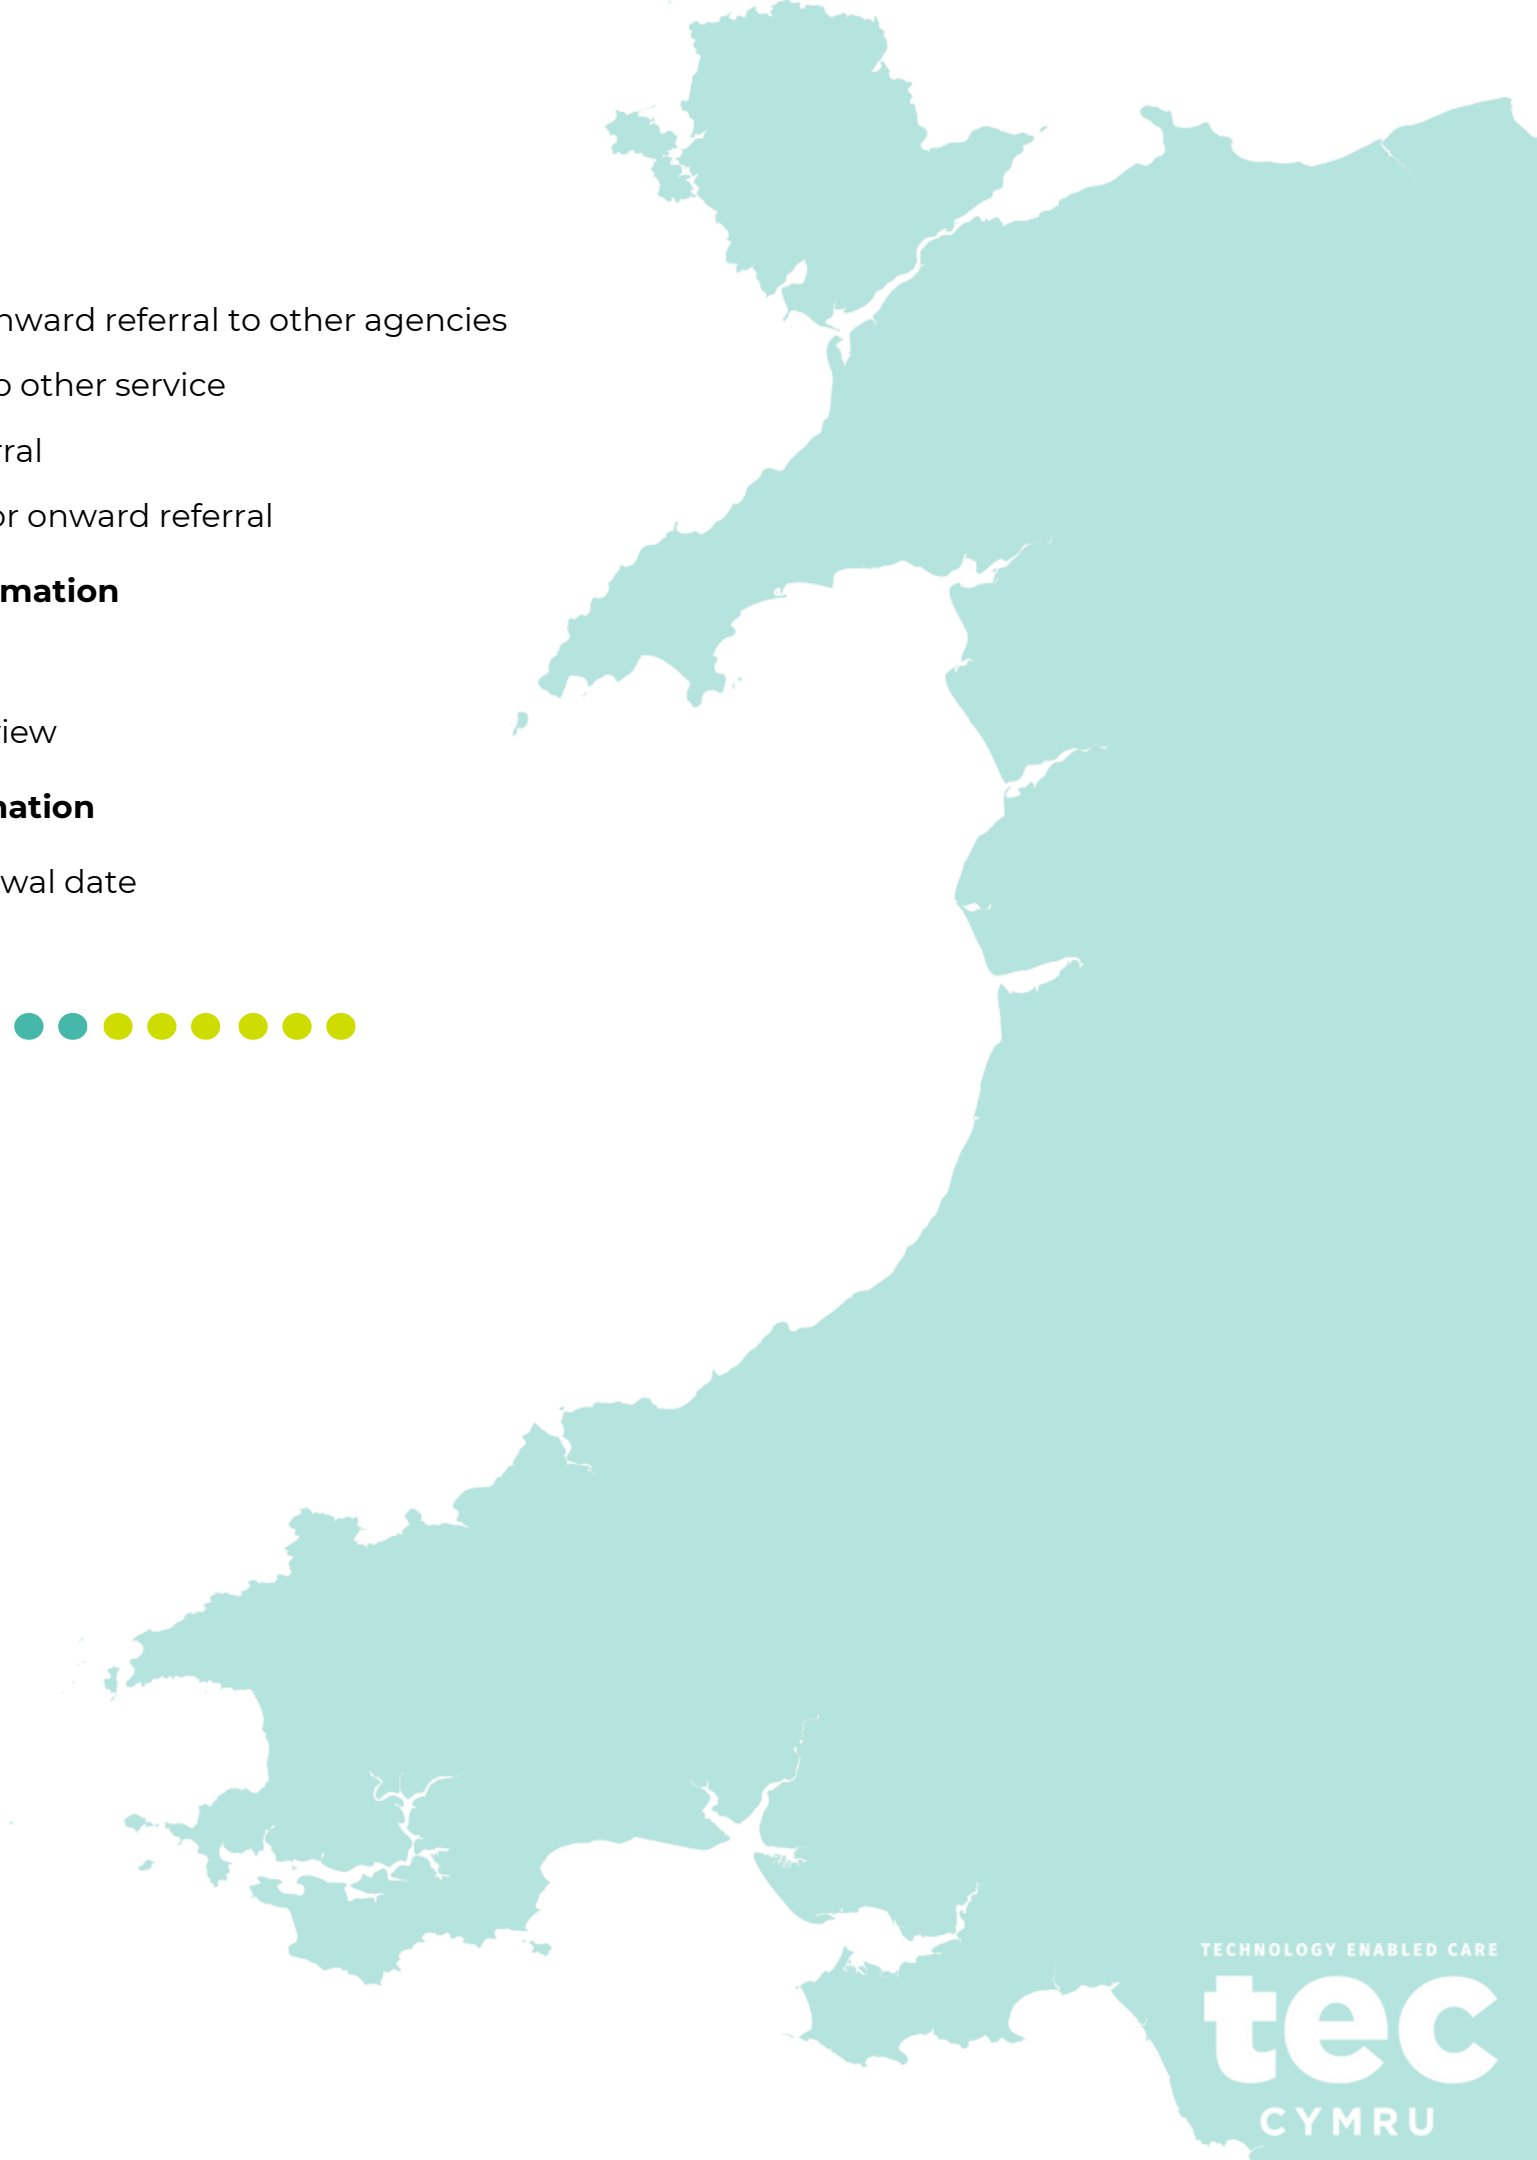 nward referral to other agencies
o other service
rral
or onward referral
mation
view
nation
wal date
TECHNOLOGY ENABLED CARE
tec
CYMRU